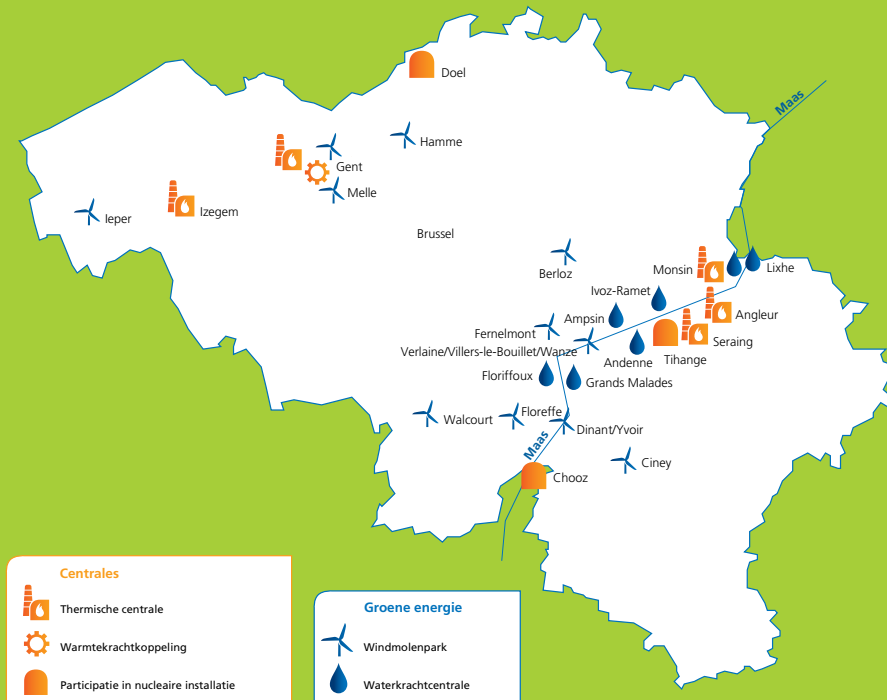 Doel
Maas
Hamme
Gent
Melle
Ieper
Izegem
Brussel
Berloz
Monsin
Lixhe
Ivoz-Ramet
Ampsin
Angleur
Fernelmont
Seraing
Verlaine/Villers-le-Bouillet/Wanze
Andenne
Tihange
Floriffoux
Grands Malades
Walcourt
Floreffe
Dinant/Yvoir
Maas
Ciney
Chooz
Centrales
Thermische centrale
Warmtekrachtkoppeling
Participatie in nucleaire installatie
Groene energie
Windmolenpark
Waterkrachtcentrale